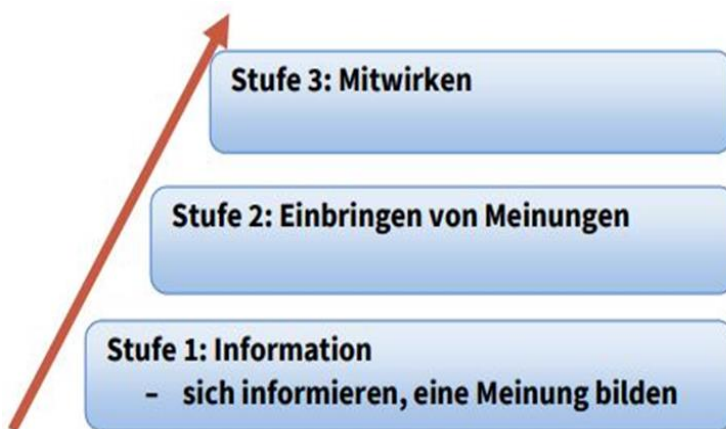 Stufe 3: Mitwirken
Stufe 2: Einbringen von Meinungen
Stufe 1: Information
– sich informieren, eine Meinung bilden